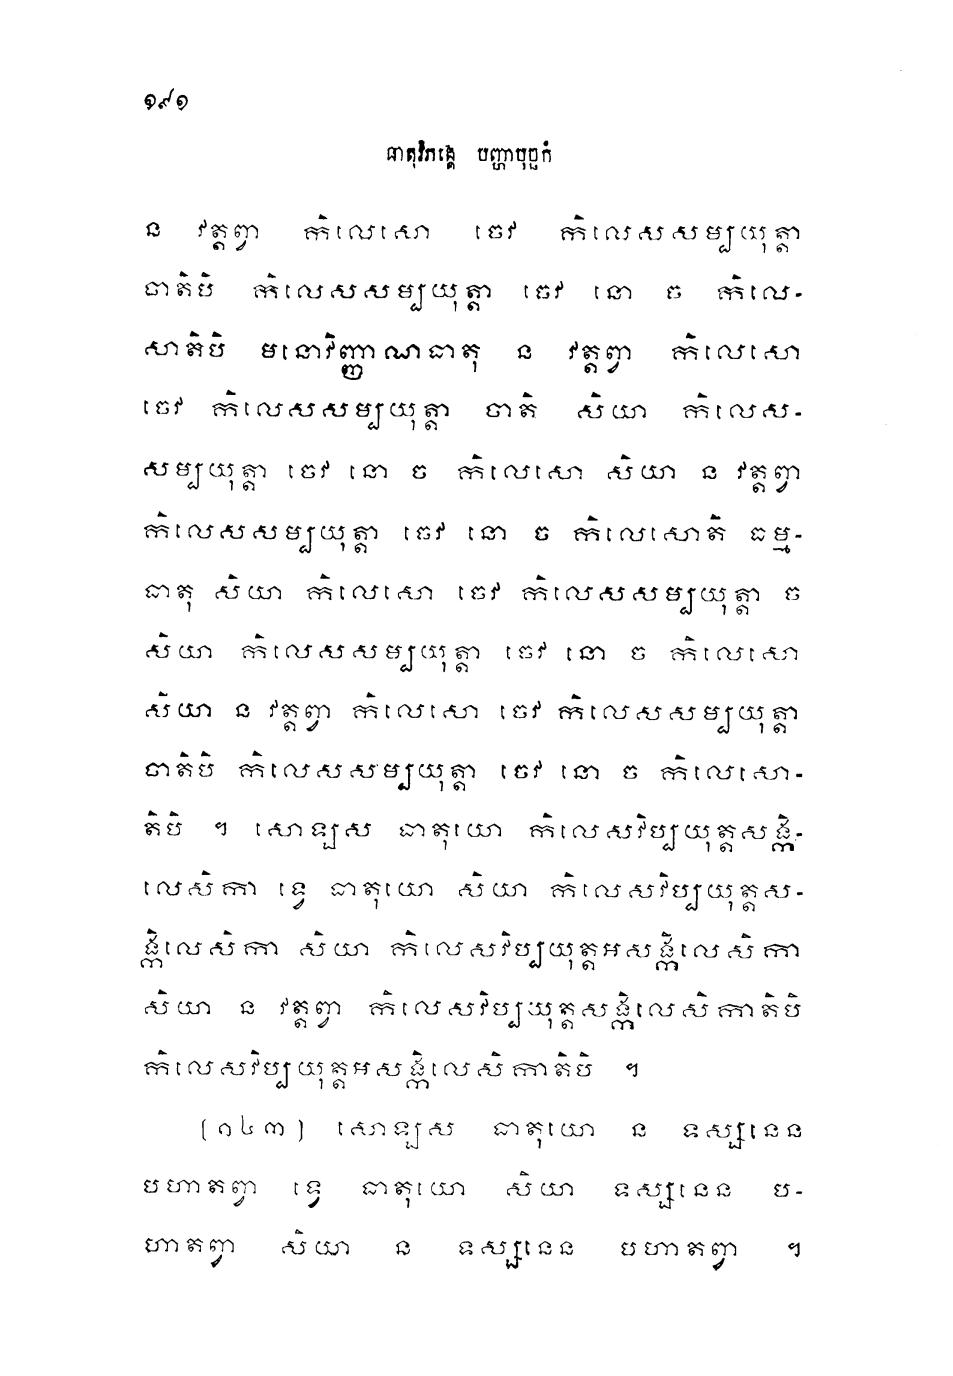 ១៩១
ធាតុវិភង្គេ បញ្ហាបុច្ឆកំ
ន វត្តព្វា កិលេសោ ចេវ កិលេសសម្បយុត្តា
ចាតិបិ កិលេសសម្បយុត្តា ចេវ នោ ច កិលេ-
សាតិបិ មនោវិញ្ញាណធាតុ ន វត្តព្វា កិលេសោ
ចេវ កិលេសសម្បយុត្តា ចាតិ សិយា កិលេស-
សម្បយុត្តា ចេវ នោ ច កិលេសោ សិយា ន វត្តព្វា
កិលេសសម្បយុត្តា ចេវ នោ ច កិលេសោតិ ធម្ម-
ធាតុ សិយា កិលេសោ ចេវ កិលេសសម្បយុត្តា ច
សិយា កិលេសសម្បយុត្តា ចេវ នោ ច កិលេសោ
សិយា ន វត្តព្វា កិលេសោ ចេវ កិលេសសម្បយុត្តា
ចាតិបិ កិលេសសម្បយុត្តា ចេវ នោ ច កិលេសោ-
តិបិ ។ សោឡស ធាតុយោ កិលេសវិប្បយុត្តសង្កិ-
លេសិកា ទ្វេ ធាតុយោ សិយា កិលេសវិប្បយុត្តស-
ង្កិលេសិកា សិយា កិលេសវិប្បយុត្តអសង្កិលេសិកា
សិយា ន វត្តព្វា កិលេសវិប្បយុត្តសង្កិលេសិកាតិបិ
កិលេសវិប្បយុត្តអសង្កិលេសិកាតិបិ ។
(១៤៣) សោឡស ធាតុយោ ន ទស្សនេន
បហាតព្វា ទ្វេ ធាតុយោ សិយា ទស្សនេន ប-
ហាតព្វា សិយា ន ទស្សនេន បហាតព្វា ។